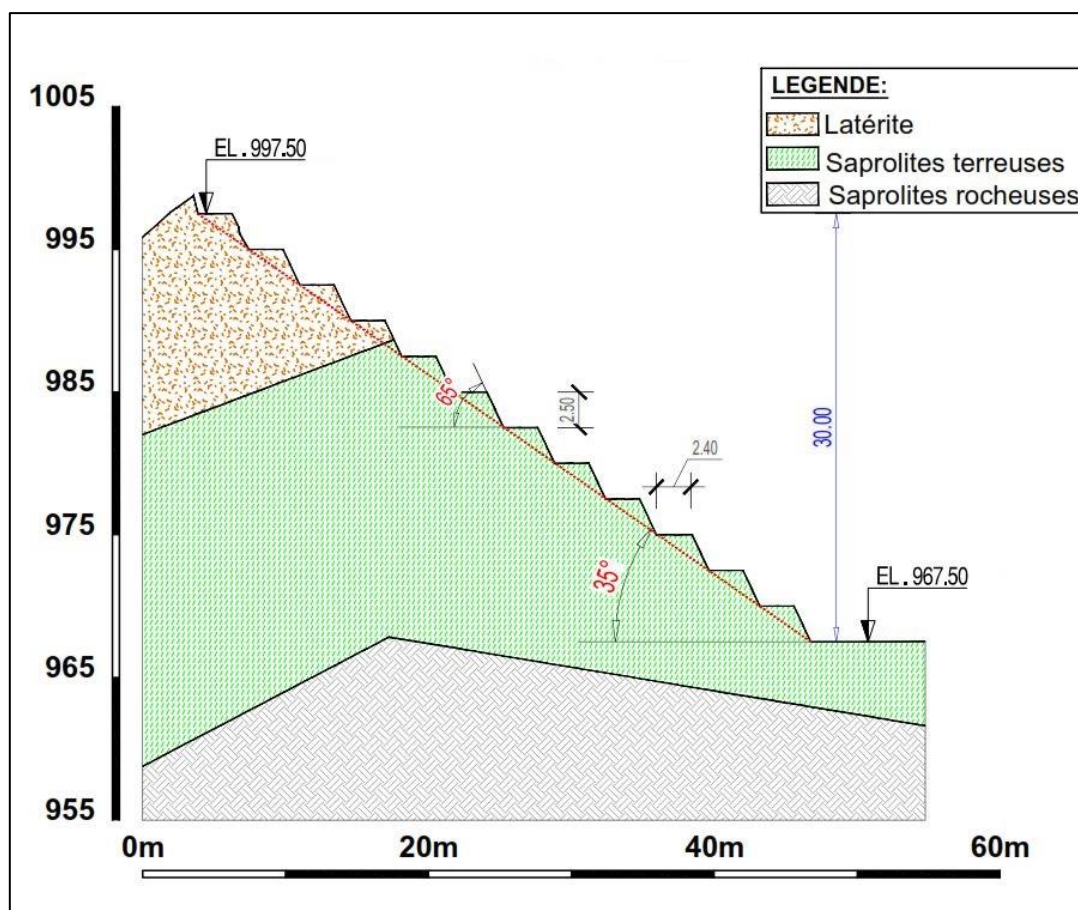 LEGENDE:
Latérite
Saprolites terreuses
Saprolites rocheuses
1005
EL.997.50
995
985
65°
2.50
30.00
2.40
975
35°
EL.967.50
965
955
0m
20m
40m
60m